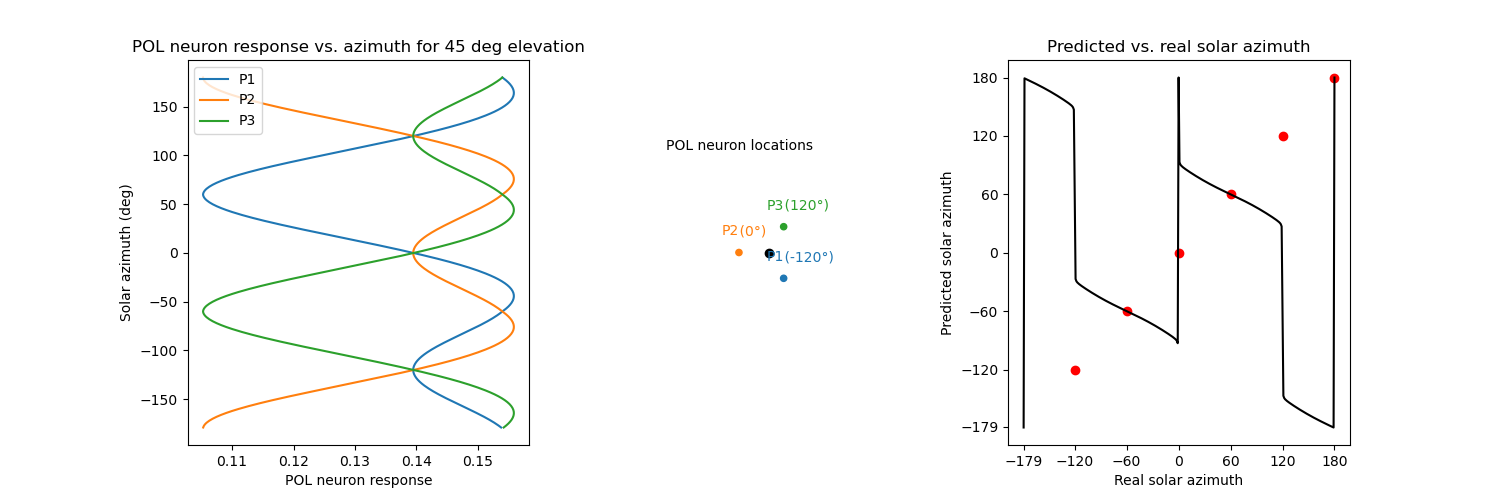 POL neuron response vs. azimuth for 45 deg elevation
P1
P2
P3
150
100
50
0
−50
−100
−150
Solar azimuth (deg)
0.11 0.12 0.13 0.14 0.15
POL neuron response
POL neuron locations
P3(120°)
P2(0°)
P1(-120°)
Predicted vs. real solar azimuth
180
120
60
0
−60
−120
−179
Predicted solar azimuth
−179 −120 −60 0 60 120 180
Real solar azimuth